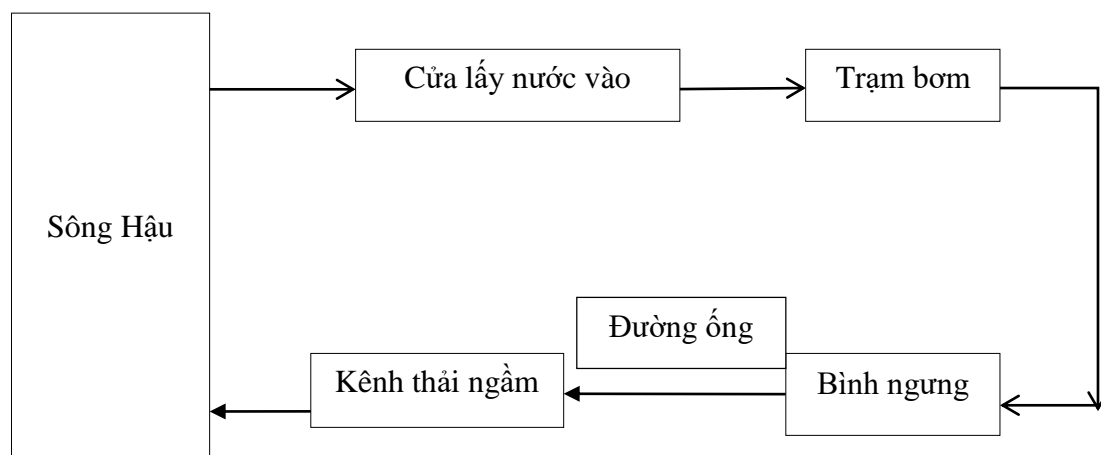 Cửa lấy nước vào
Trạm bơm
Sông Hậu
Đường ống
Kênh thải ngầm
Bình ngưng